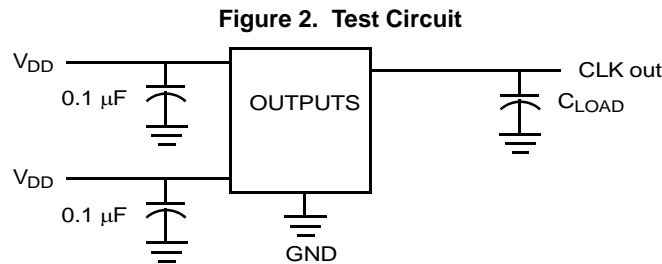 Figure 2. Test Circuit
VDD
0.1 μF
OUTPUTS
CLK out
CLOAD
VDD
0.1 μF
GND